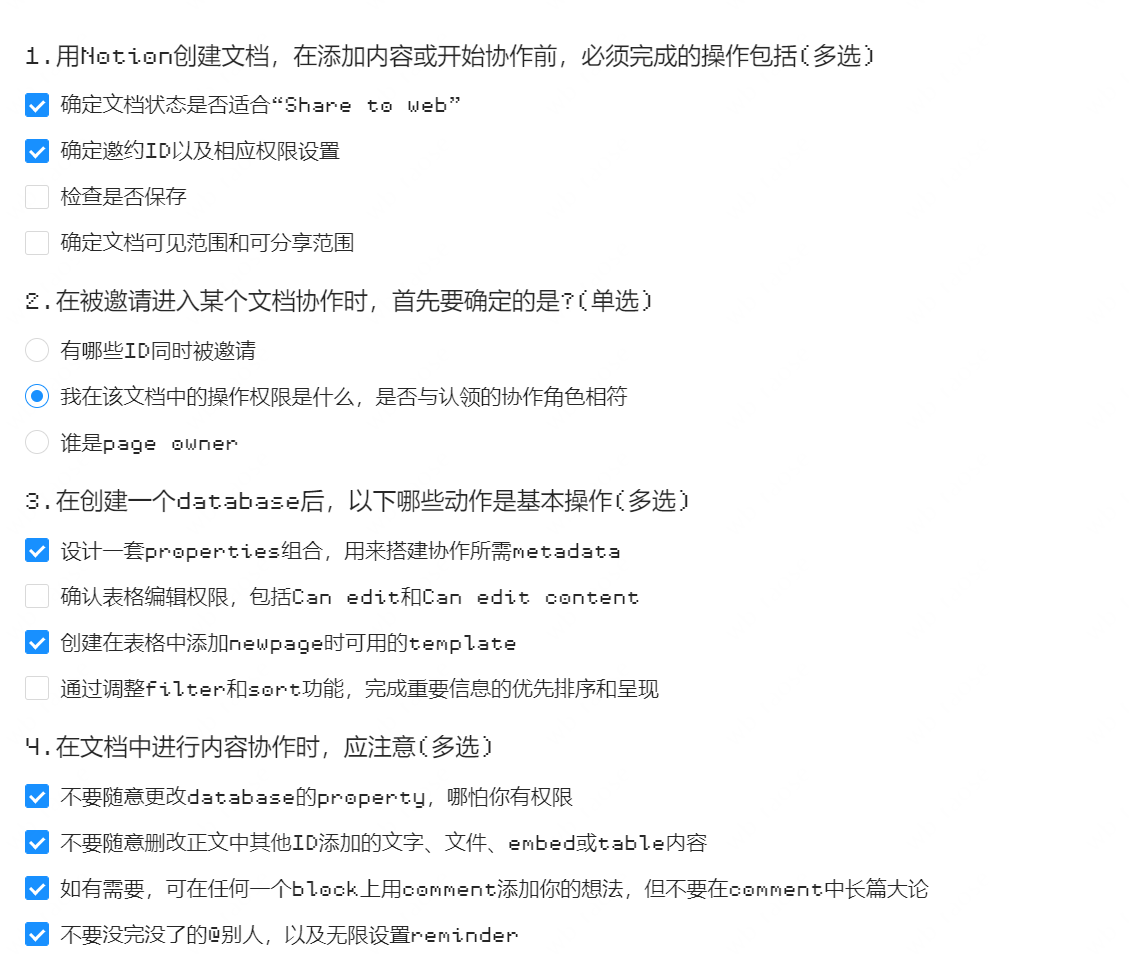 1.用Notion创建文档，在添加内容或开始协作前，必须完成的操作包括(多选)
确定文档状态是否适合“Share to web”
确定邀约ID以及相应权限设置
检查是否保存
确定文档可见范围和可分享范围
2.在被邀请进入某个文档协作时，首先要确定的是?(单选)
有哪些ID同时被邀请
我在该文档中的操作权限是什么，是否与认领的协作角色相符
谁是page owner
3.在创建一个database后，以下哪些动作是基本操作(多选)
设计一套properties组合，用来搭建协作所需metadata
确认表格编辑权限，包括Can edit和Can edit content
创建在表格中添加newpage时可用的template
通过调整filter和sort功能，完成重要信息的优先排序和呈现
4.在文档中进行内容协作时，应注意(多选)
不要随意更改database的property，哪怕你有权限
不要随意删改正文中其他ID添加的文字、文件、embed或table内容
如有需要，可在任何一个block上用comment添加你的想法，但不要在comment中长篇大论
不要没完没了的@别人，以及无限设置reminder